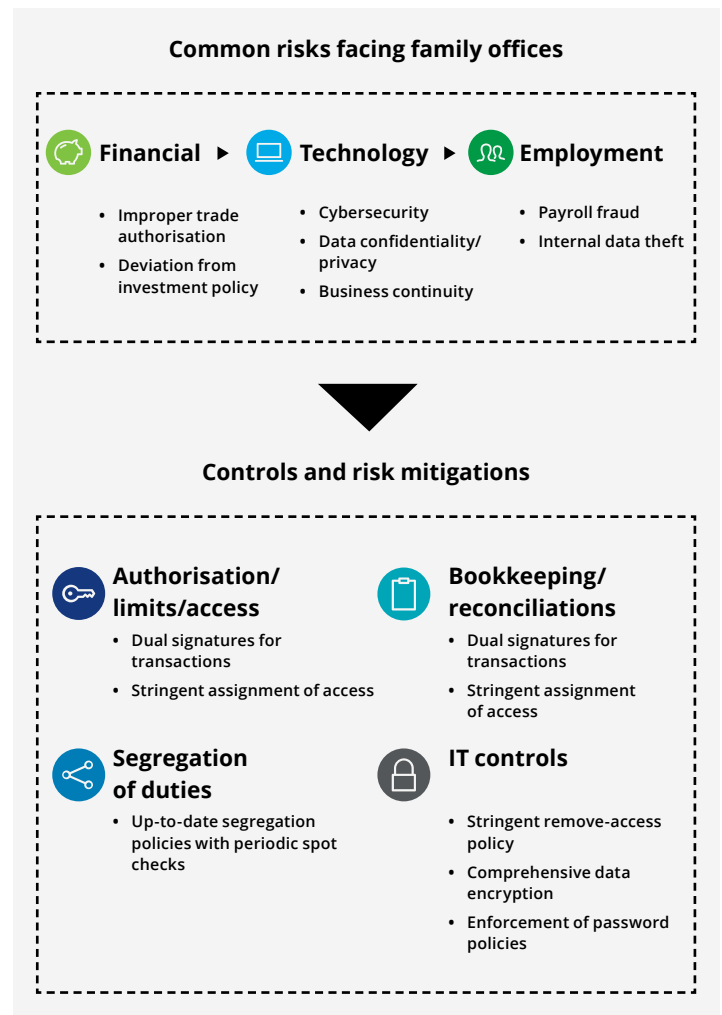 Common risks facing family offices
Financial
• Improper trade
authorisation
• Deviation from
investment policy
Technology
• Cybersecurity
• Data confidentiality/
privacy
• Business continuity
Employment
• Payroll fraud
• Internal data theft
Controls and risk mitigations
Authorisation/
limits/access
• Dual signatures for
transactions
• Stringent assignment of access
Bookkeeping/
reconciliations
• Dual signatures for
transactions
• Stringent assignment
of access
Segregation
of duties
• Up-to-date segregation
policies with periodic spot
checks
IT controls
• Stringent remove-access
policy
• Comprehensive data
encryption
• Enforcement of password
policies